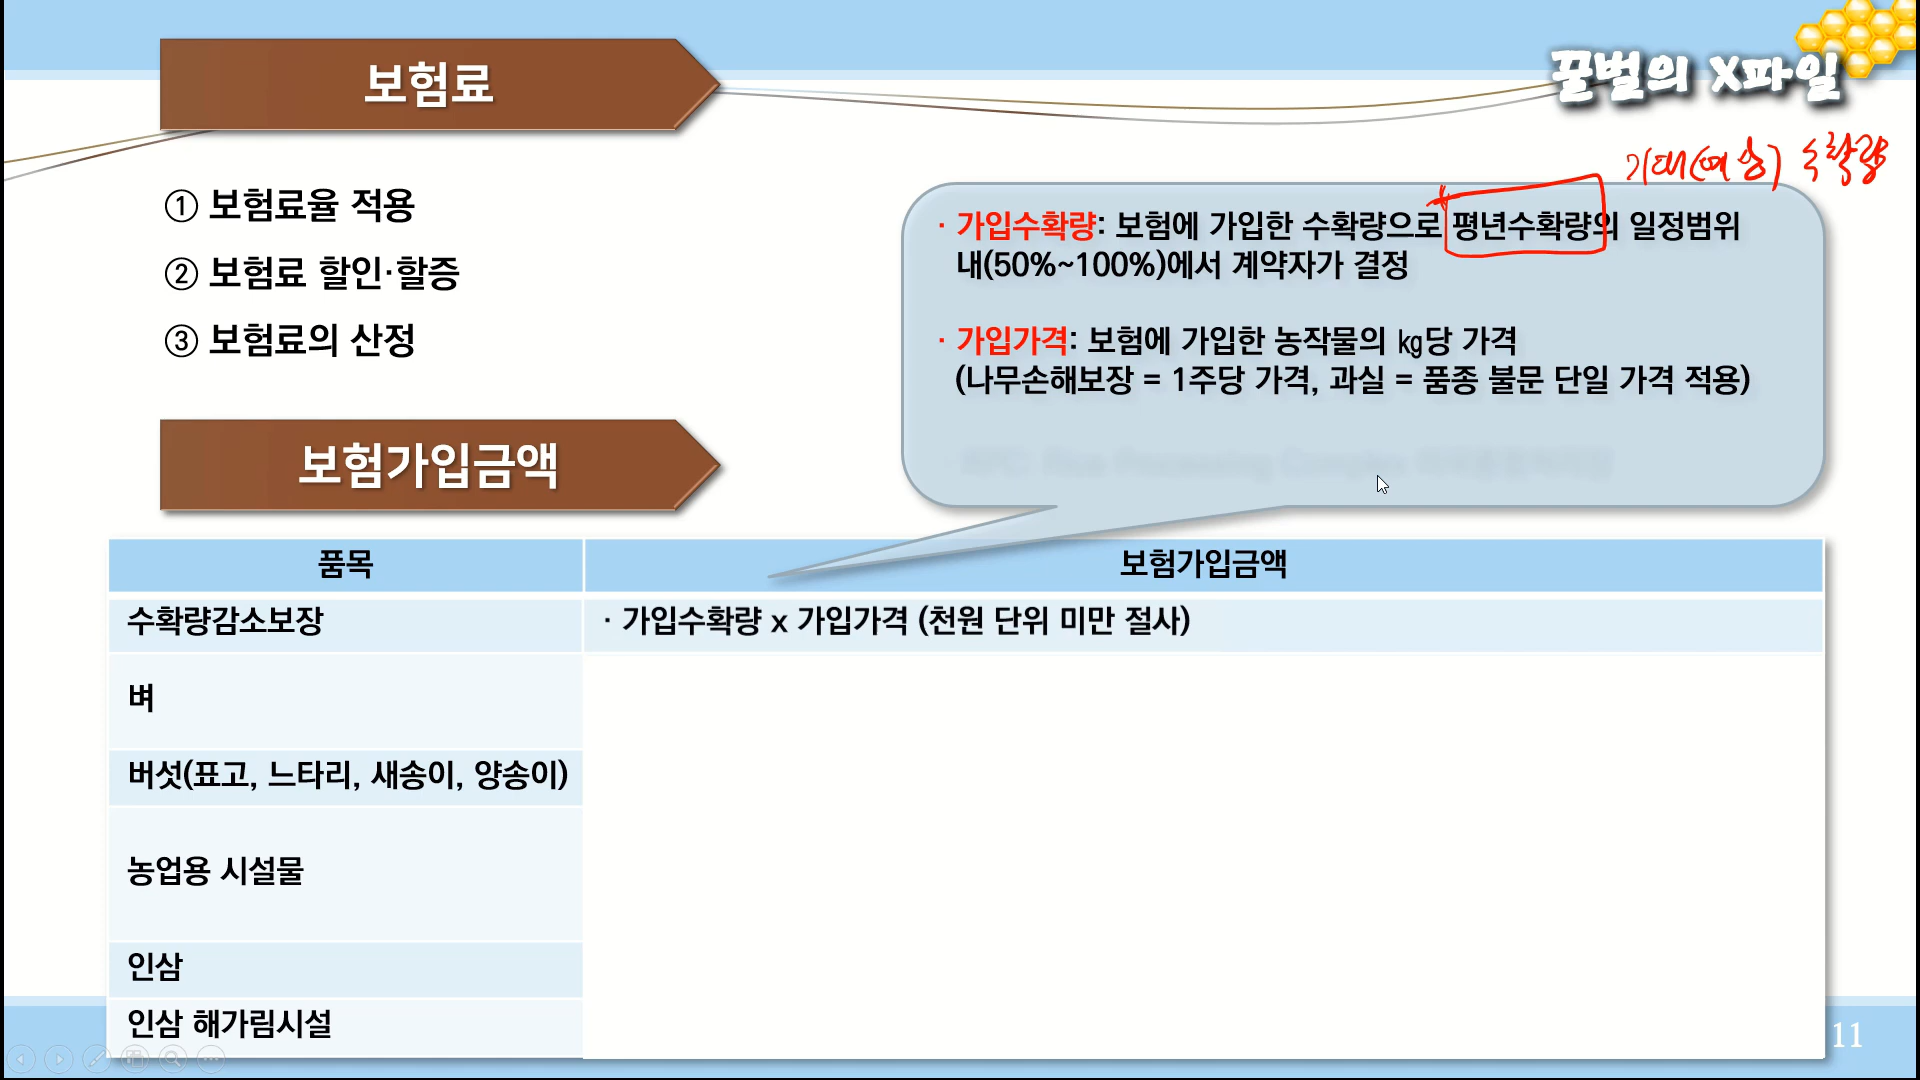 보험료
꿀벌의 X파일
기대(예상) 수확량
① 보험료율 적용
② 보험료 할인·할증
③ 보험료의 산정
· 가입수확량: 보험에 가입한 수확량으로 평년수확량의 일정범위
내(50%~100%)에서 계약자가 결정
· 가입가격: 보험에 가입한 농작물의 ㎏당 가격
(나무손해보장 = 1주당 가격, 과실 = 품종 불문 단일 가격 적용)
보험가입금액
품목 보험가입금액
수확량감소보장 · 가입수확량 x 가입가격 (천원 단위 미만 절사)
벼
버섯(표고, 느타리, 새송이, 양송이)
농업용 시설물
인삼
인삼 해가림시설
11